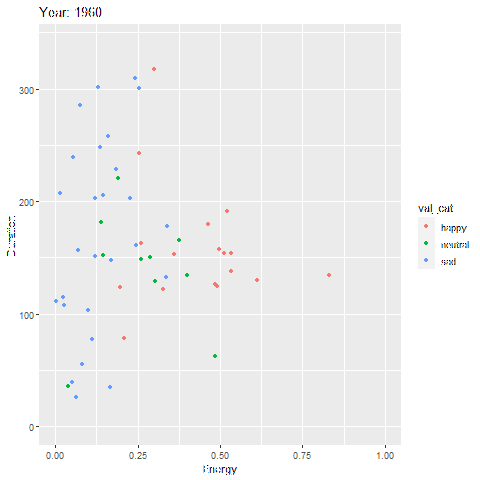 Year: 1960
300
200
100
0
Duration
0.00 0.25 0.50 0.75 1.00
Energy
val_cat
happy
neutral
sad